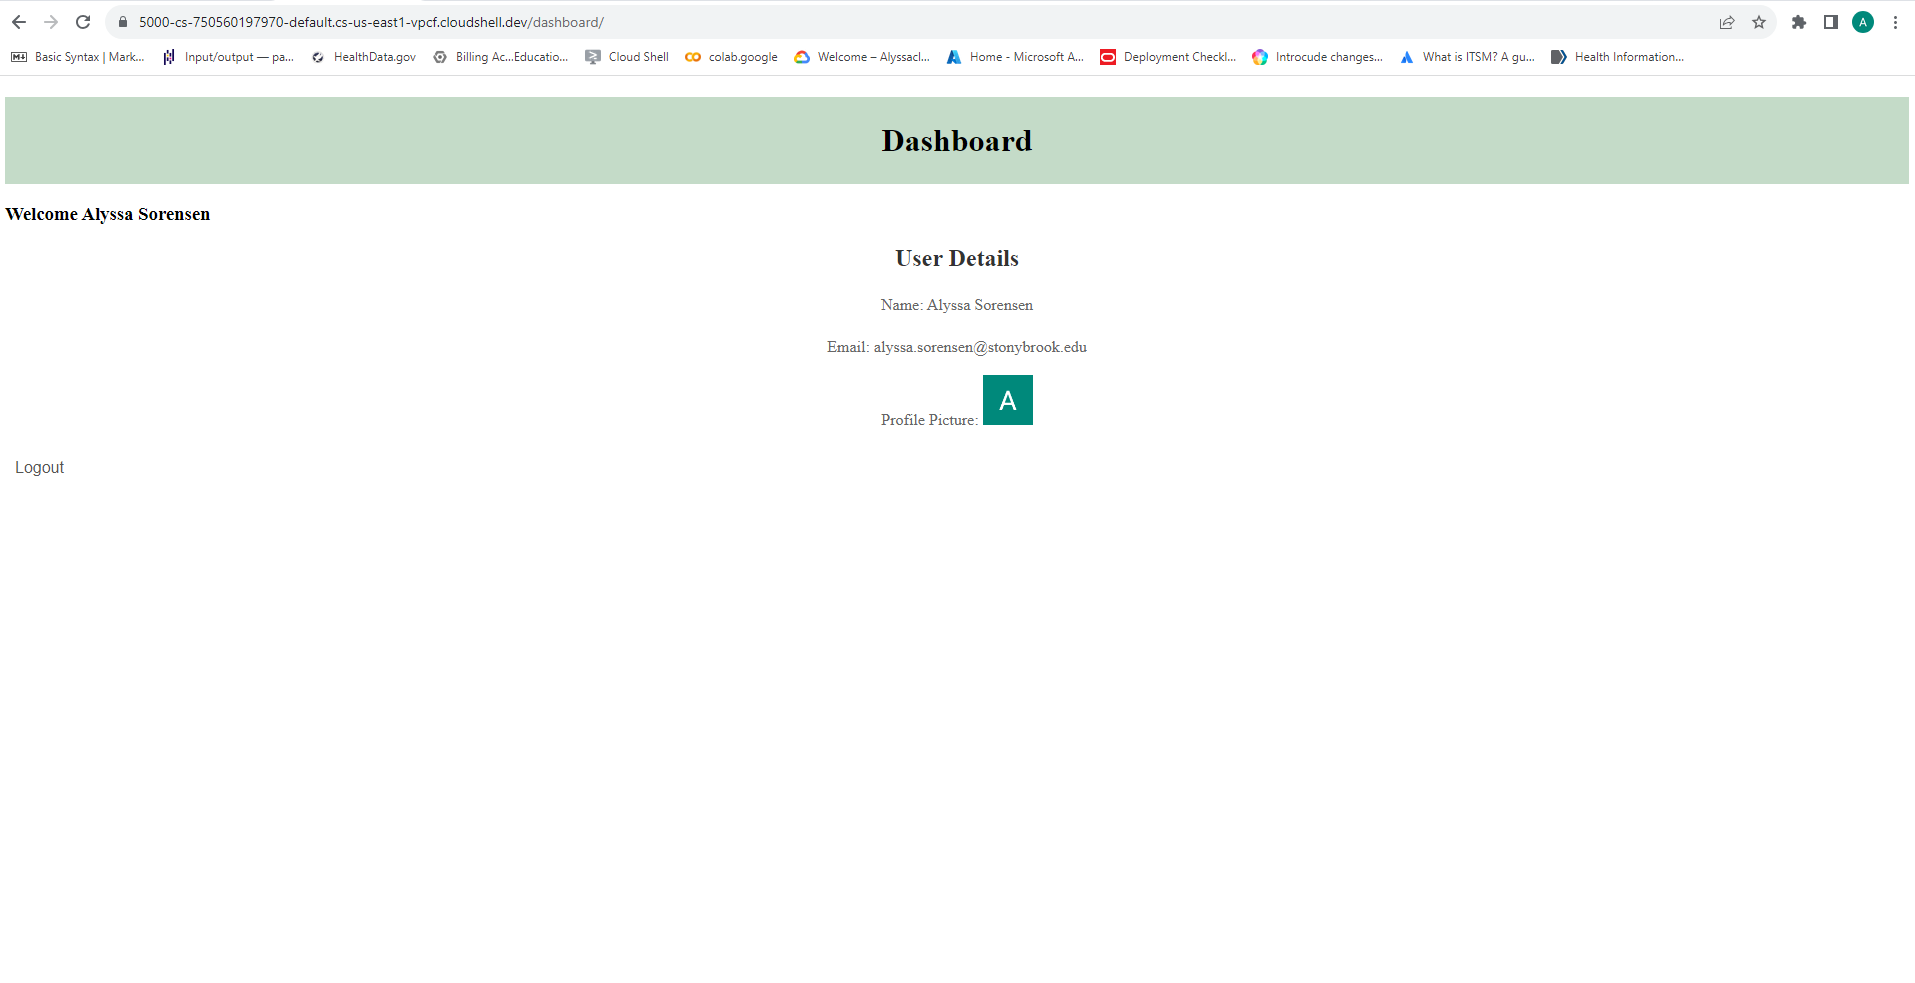 5000-cs-750560197970-default.cs-us-east1-vpcf.cloudshell.dev/dashboard/ A
Basic Syntax | Mark... Input/output — pa... HealthData.gov Billing Ac...Educatio... Cloud Shell colab.google Welcome – Alyssacl... Home - Microsoft A... Deployment Checkl... Introcude changes... What is ITSM? A gu... Health Information...
Dashboard
Welcome Alyssa Sorensen
User Details
Name: Alyssa Sorensen
Email: alyssa.sorensen@stonybrook.edu
Profile Picture: A
Logout